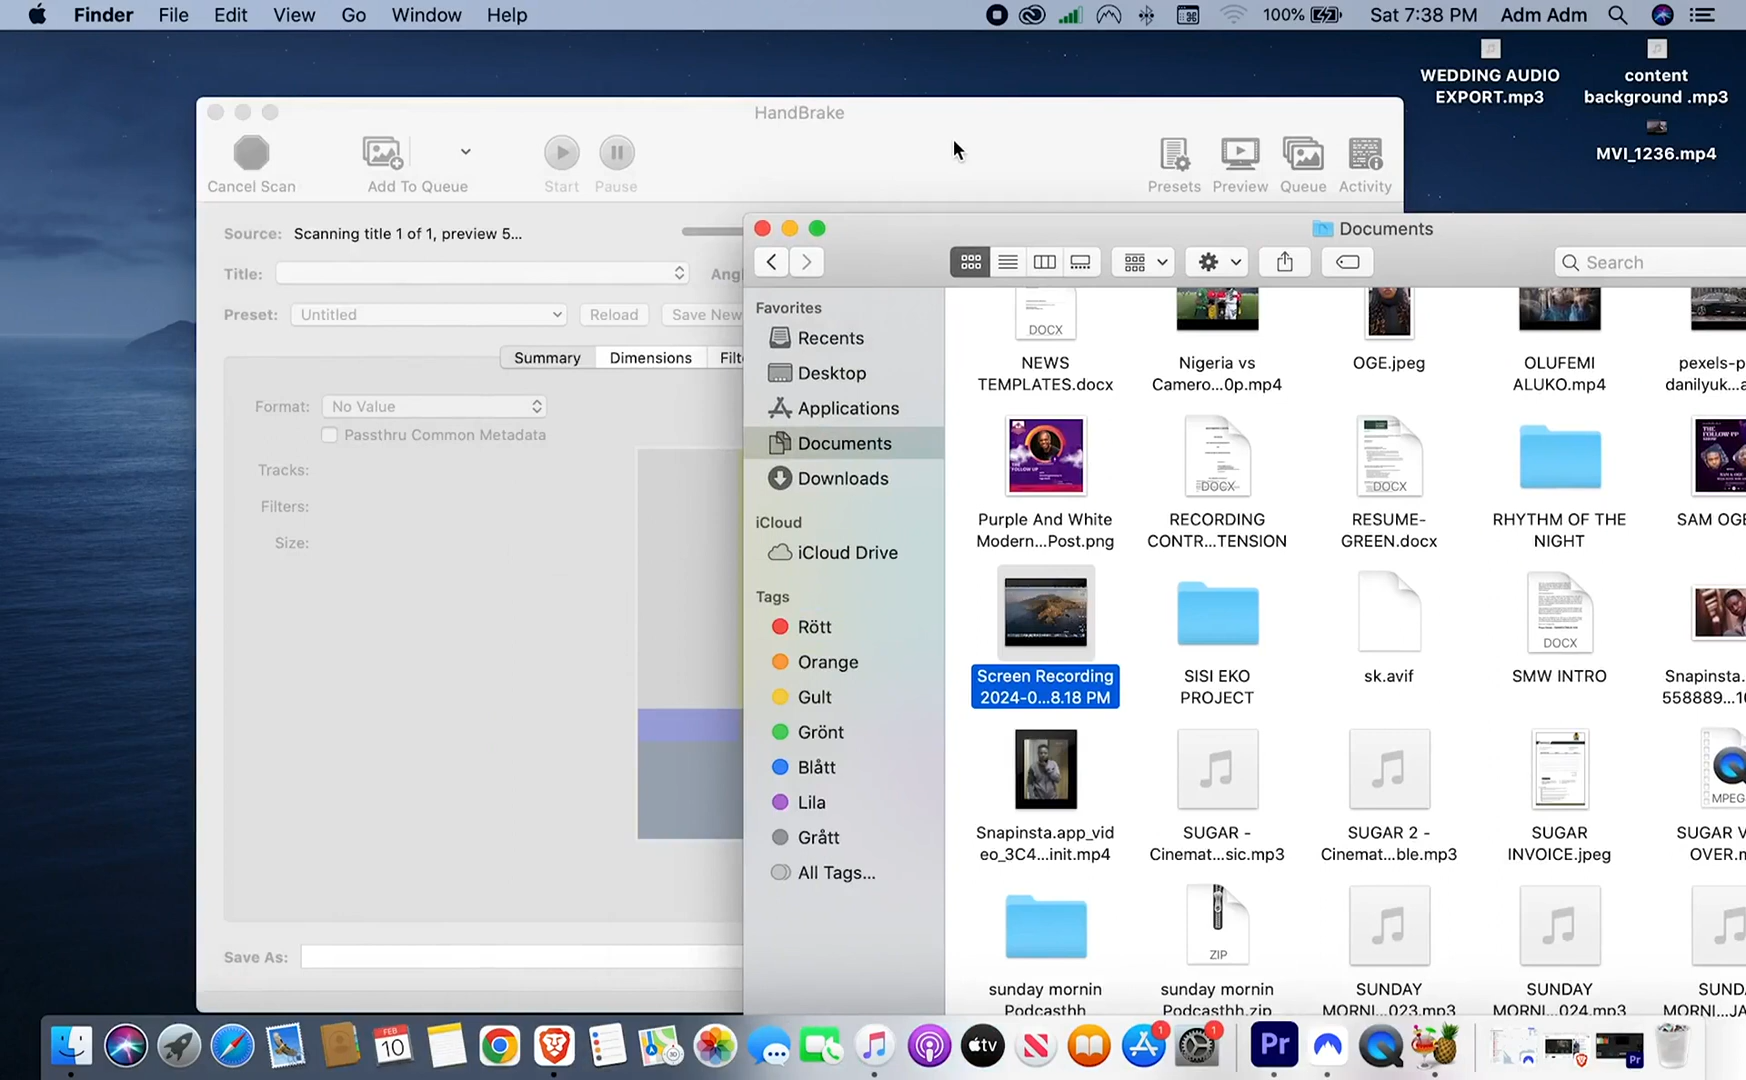 Finder File Edit View Go Window Help 100% Sat 7:38 PM Adm Adm
WEDDING AUDIO
EXPORT.mp3
content
background .mp3
MVI_1236.mp4
HandBrake
Cancel Scan
Add To Queue
Start
Pause
Presets
Preview
Queue
Activity
Source: Scanning title 1 of 1, preview 5...
Title:
Angl
Preset: Untitled
Reload
Save New
Summary
Dimensions
Filte
Format: No Value
Passthru Common Metadata
Tracks:
Filters:
Size:
Save As:
Documents
Search
Favorites
Recents
Desktop
Applications
Documents
Downloads
iCloud
iCloud Drive
Tags
Rött
Orange
Gult
Grönt
Blått
Lila
Grått
All Tags...
DOCX
NEWS
TEMPLATES.docx
Nigeria vs
Camero...0p.mp4
OGE.jpeg
OLUFEMI
ALUKO.mp4
pexels-p
danilyuk...a
Purple And White
Modern...Post.png
DOCX
RECORDING
CONTR...TENSION
DOCX
RESUME-
GREEN.docx
RHYTHM OF THE
NIGHT
SAM OGE
Screen Recording
2024-0...8.18 PM
SISI EKO
PROJECT
sk.avif
DOCX
SMW INTRO
Snapinsta.
558889...10
Snapinsta.app_vid
eo_3C4...init.mp4
SUGAR -
Cinemat...sic.mp3
SUGAR 2 -
Cinemat...ble.mp3
SUGAR
INVOICE.jpeg
MPEG
SUGAR V
OVER.m
sunday mornin
Podcasthh
ZIP
sunday mornin
Podcasthh.zip
SUNDAY
MORNI...023.mp3
SUNDAY
MORNI...024.mp3
SUND
MORNI...JA
FEB
10
tv
1
1
Pr
Pr